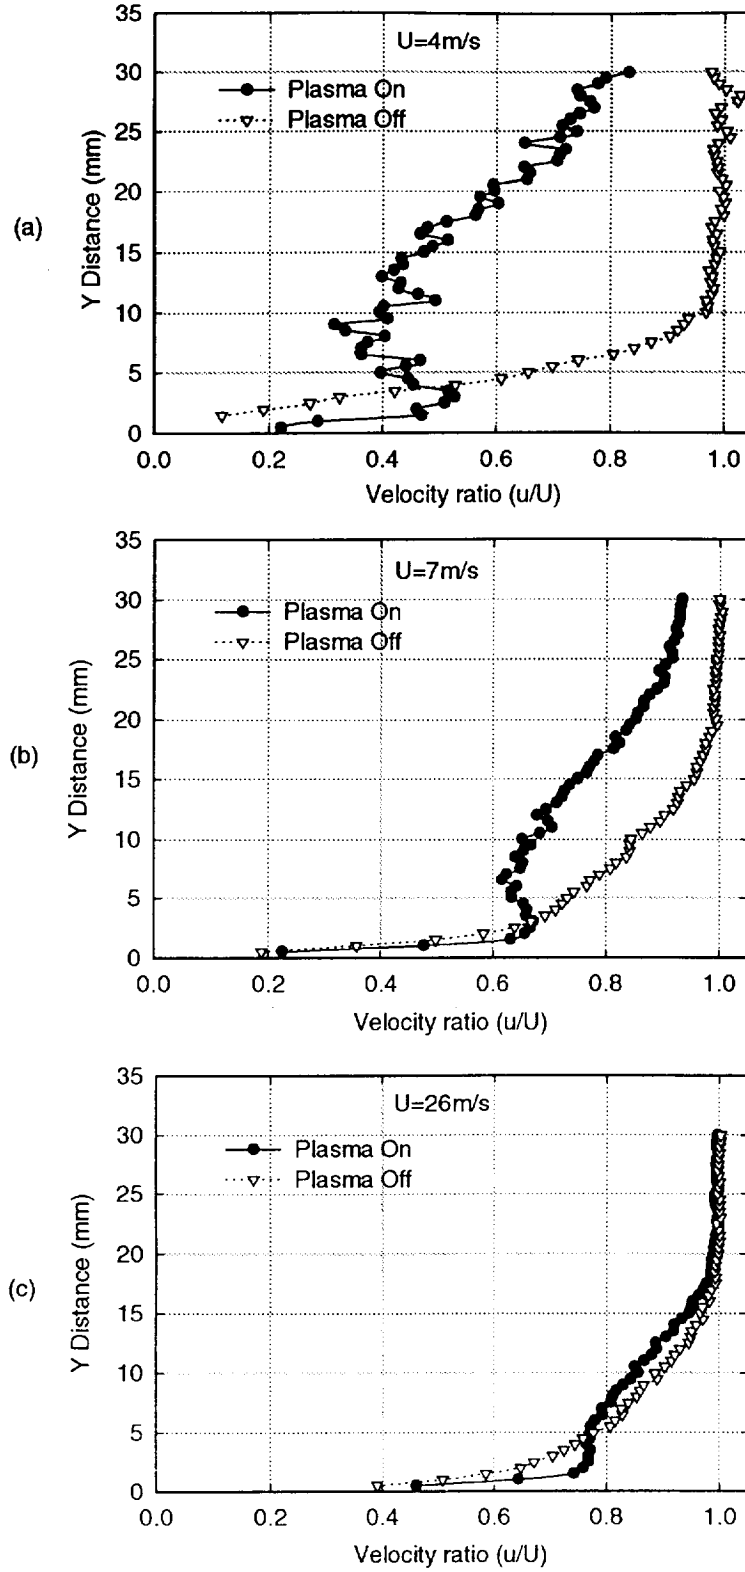 (a)
U=4m/s
Plasma On
Plasma Off
Y Distance (mm)
35
30
25
20
15
10
5
0
0.0 0.2 0.4 0.6 0.8 1.0
Velocity ratio (u/U)
(b)
U=7m/s
Plasma On
Plasma Off
Y Distance (mm)
35
30
25
20
15
10
5
0
0.0 0.2 0.4 0.6 0.8 1.0
Velocity ratio (u/U)
(c)
U=26m/s
Plasma On
Plasma Off
Y Distance (mm)
35
30
25
20
15
10
5
0
0.0 0.2 0.4 0.6 0.8 1.0
Velocity ratio (u/U)